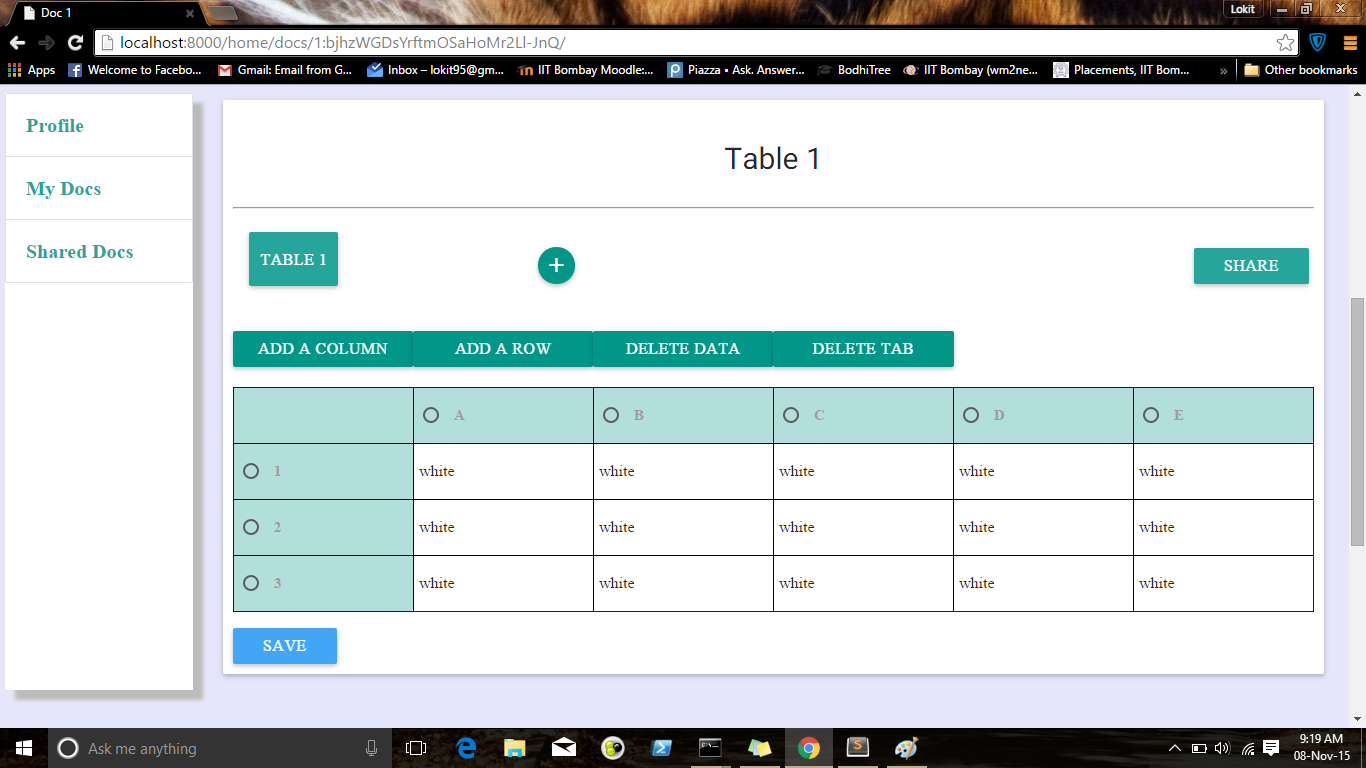 Doc 1
Lokit
localhost:8000/home/docs/1:bjhzWGDsYrftmOSaHoMr2Ll-JnQ/
Apps Welcome to Facebo... Gmail: Email from G... Inbox – lokit95@gm... IIT Bombay Moodle:... Piazza • Ask. Answer... BodhiTree IIT Bombay (wm2ne... Placements, IIT Bom... » Other bookmarks
Profile
My Docs
Shared Docs
Table 1
TABLE 1 + SHARE
ADD A COLUMN ADD A ROW DELETE DATA DELETE TAB
A B C D E
1 white white white white white
2 white white white white white
3 white white white white white
SAVE
Ask me anything
9:19 AM
08-Nov-15